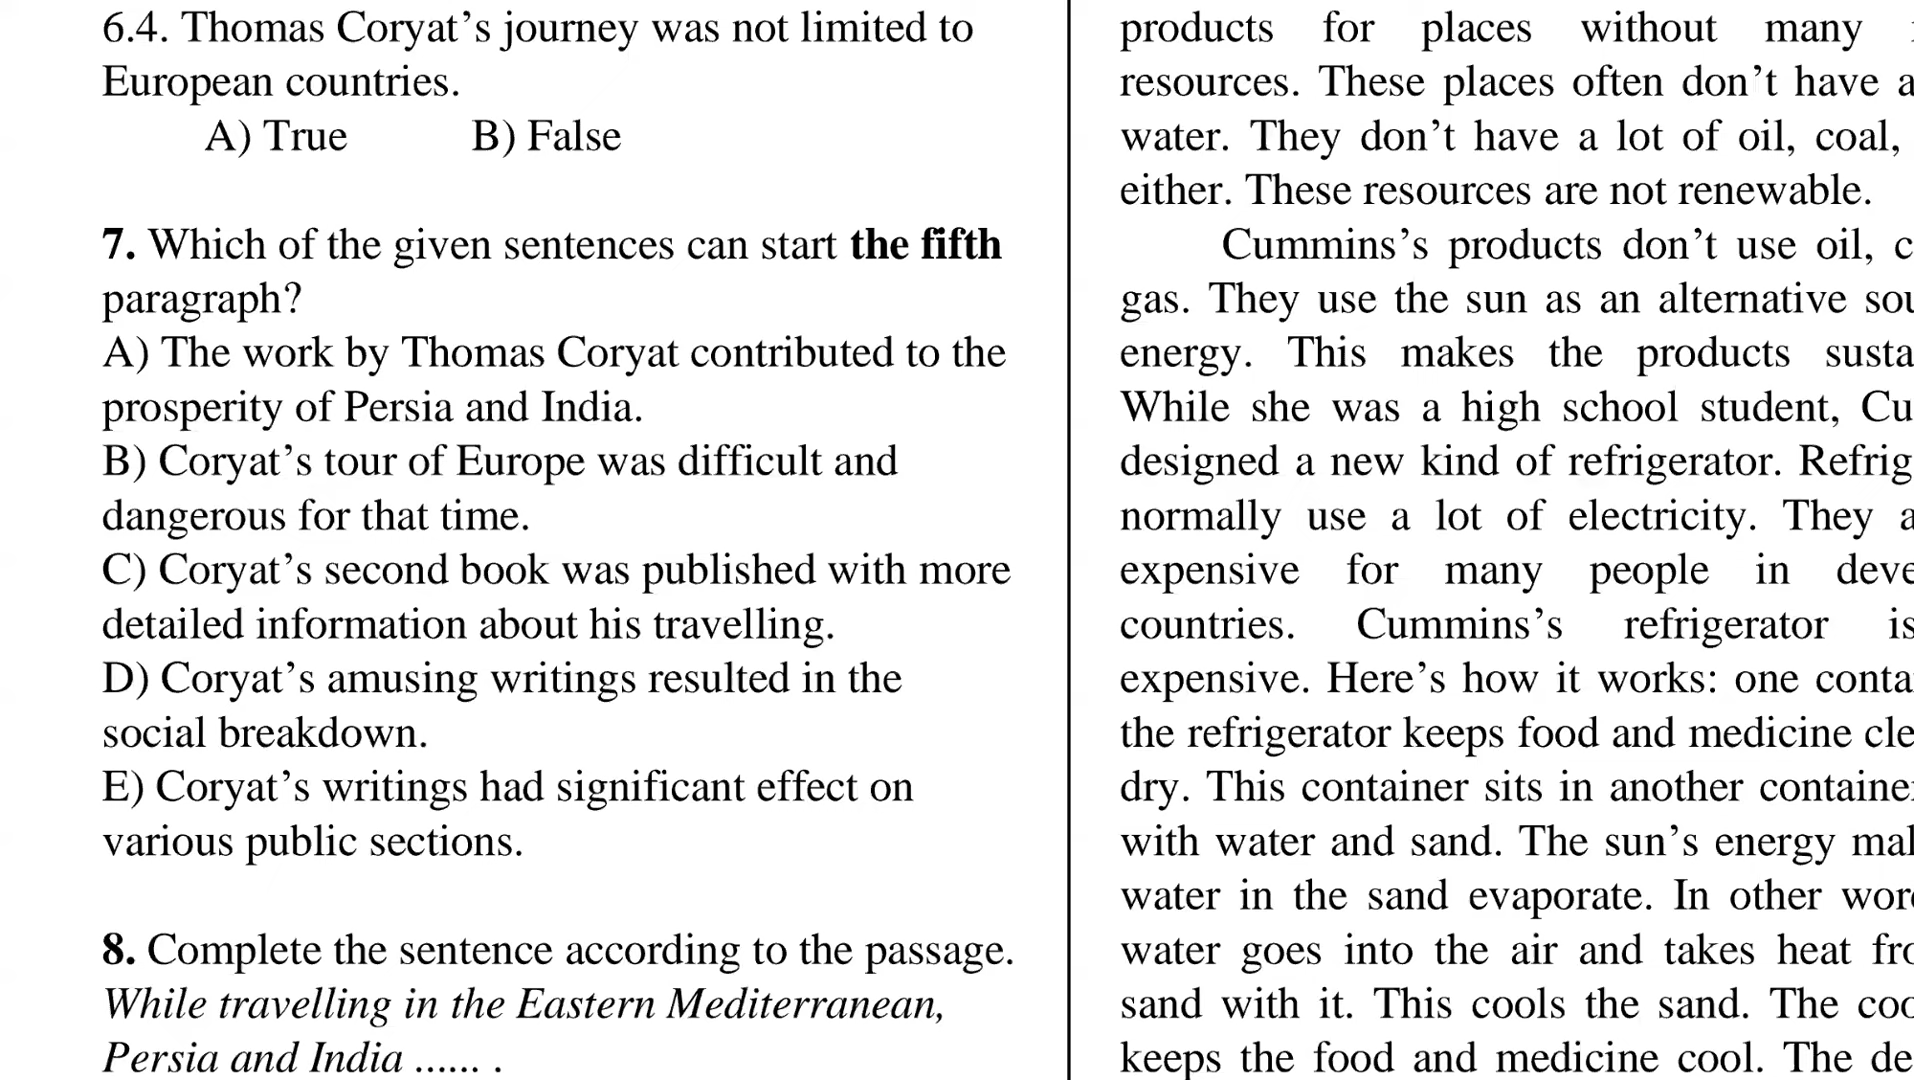 6.4. Thomas Coryat’s journey was not limited to
European countries.
A) True B) False
7. Which of the given sentences can start the fifth
paragraph?
A) The work by Thomas Coryat contributed to the
prosperity of Persia and India.
B) Coryat’s tour of Europe was difficult and
dangerous for that time.
C) Coryat’s second book was published with more
detailed information about his travelling.
D) Coryat’s amusing writings resulted in the
social breakdown.
E) Coryat’s writings had significant effect on
various public sections.
8. Complete the sentence according to the passage.
While travelling in the Eastern Mediterranean,
Persia and India ...... .
products for places without many
resources. These places often don’t have
water. They don’t have a lot of oil, coal,
either. These resources are not renewable.
Cummins’s products don’t use oil,
gas. They use the sun as an alternative
energy. This makes the products
While she was a high school student,
designed a new kind of refrigerator.
normally use a lot of electricity. They
expensive for many people in
countries. Cummins’s refrigerator is
expensive. Here’s how it works: one
the refrigerator keeps food and medicine
dry. This container sits in another
with water and sand. The sun’s energy
water in the sand evaporate. In other
water goes into the air and takes heat
sand with it. This cools the sand. The
keeps the food and medicine cool. The